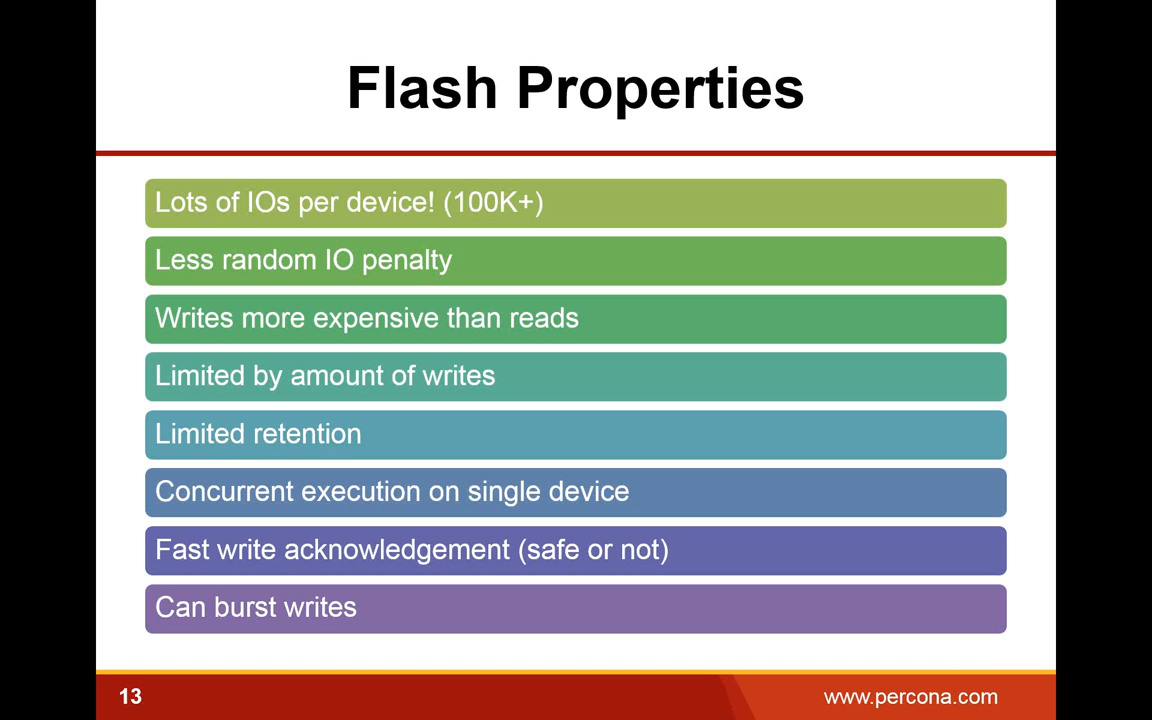 Flash Properties
Lots of IOs per device! (100K+)
Less random IO penalty
Writes more expensive than reads
Limited by amount of writes
Limited retention
Concurrent execution on single device
Fast write acknowledgement (safe or not)
Can burst writes
13
www.percona.com